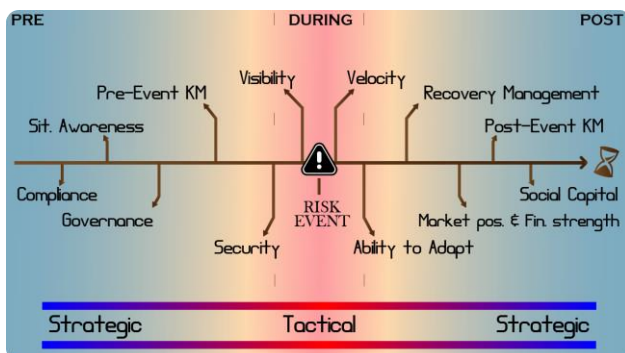 PRE DURING POST
Visibility Velocity
Pre-Event KM Recovery Management
Sit. Awareness Post-Event KM
Compliance Social Capital
Governance RISK Market pos. & Fin. strength
EVENT
Security Ability to Adapt
Strategic Tactical Strategic